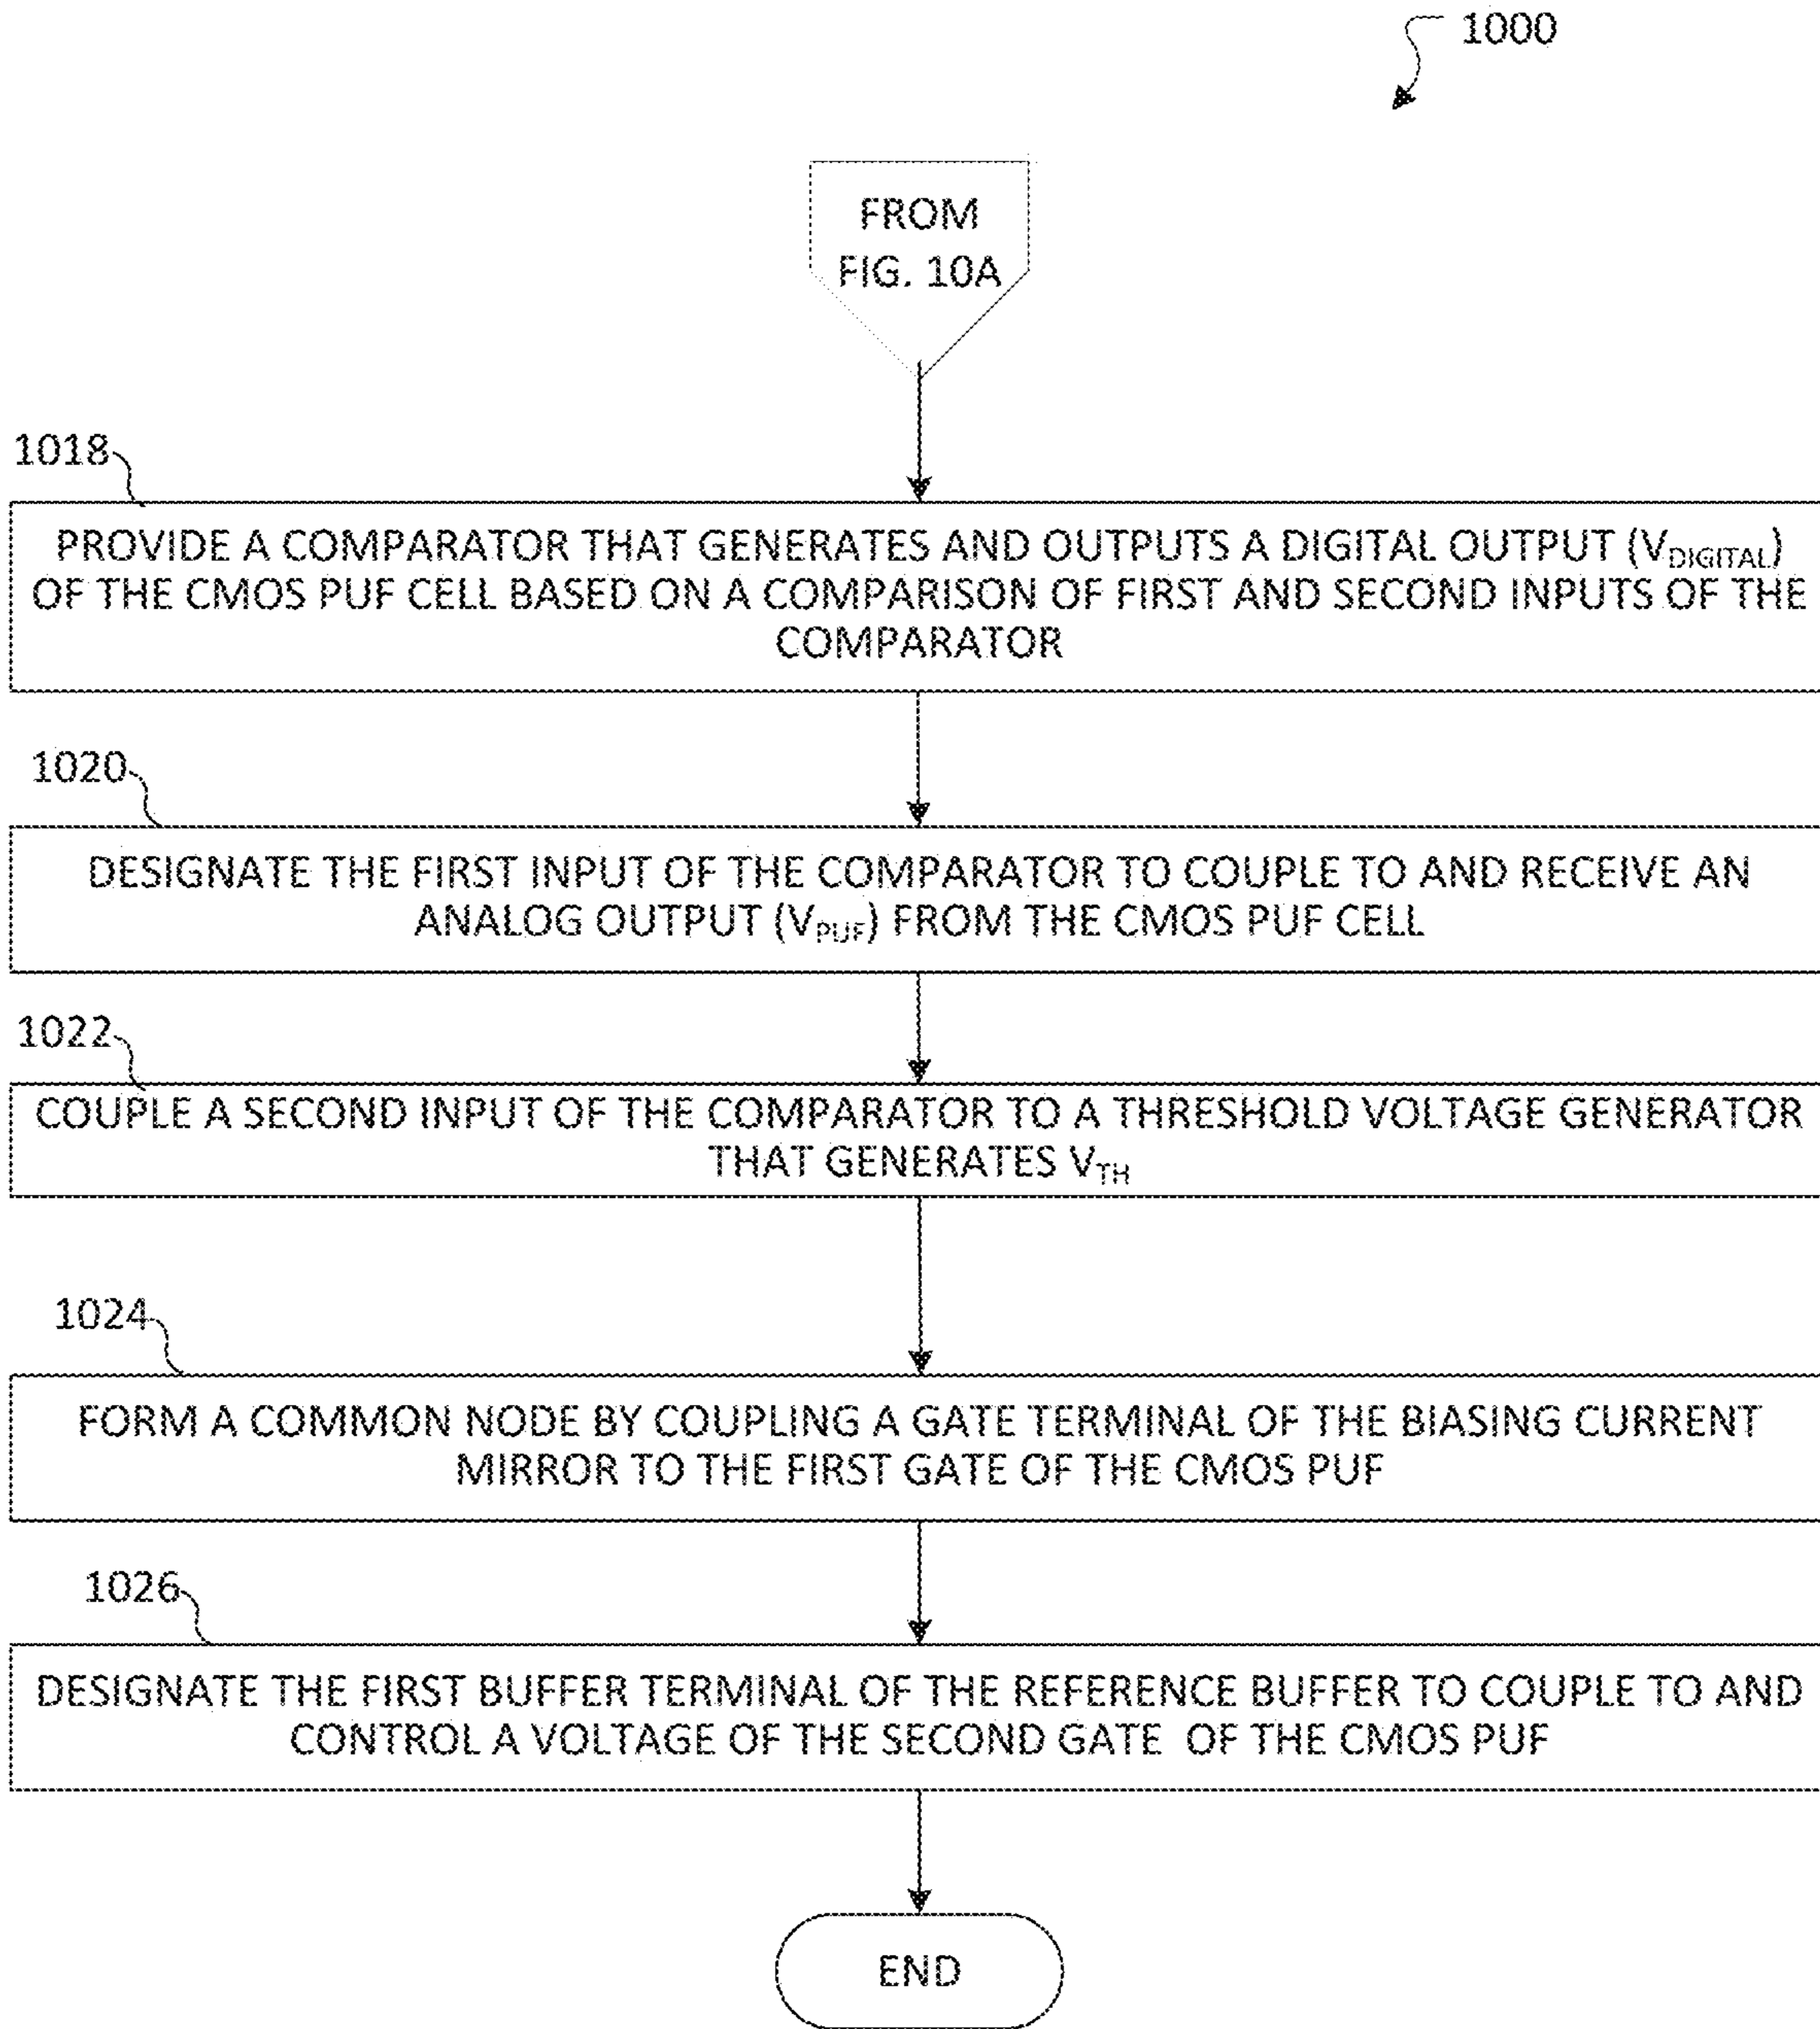 1000
FROM
FIG. 10A
1018
PROVIDE A COMPARATOR THAT GENERATES AND OUTPUTS A DIGITAL OUTPUT (VDIGITAL)
OF THE CMOS PUF CELL BASED ON A COMPARISON OF FIRST AND SECOND INPUTS OF THE
COMPARATOR
1020
DESIGNATE THE FIRST INPUT OF THE COMPARATOR TO COUPLE TO AND RECEIVE AN
ANALOG OUTPUT (VPUF) FROM THE CMOS PUF CELL
1022
COUPLE A SECOND INPUT OF THE COMPARATOR TO A THRESHOLD VOLTAGE GENERATOR
THAT GENERATES VTH
1024
FORM A COMMON NODE BY COUPLING A GATE TERMINAL OF THE BIASING CURRENT
MIRROR TO THE FIRST GATE OF THE CMOS PUF
1026
DESIGNATE THE FIRST BUFFER TERMINAL OF THE REFERENCE BUFFER TO COUPLE TO AND
CONTROL A VOLTAGE OF THE SECOND GATE OF THE CMOS PUF
END